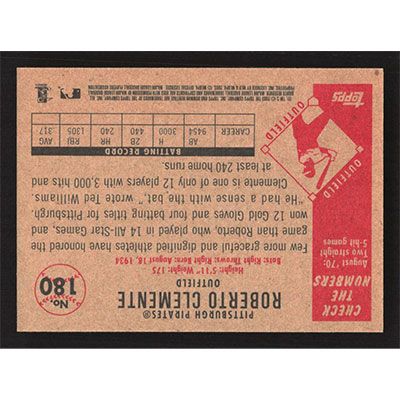 No. 180
PITTSBURGH PIRATES®
ROBERTO CLEMENTE
OUTFIELD
Height: 5'11" Weight: 175
Bats: Right Throws: Right Born: August 18, 1934
Few more graceful and dignified athletes have honored the
game than Roberto, who played in 14 All-Star Games, and
won 12 Gold Gloves and four batting titles for Pittsburgh.
"He had a sense with the bat," wrote Ted Williams.
Clemente is one of only 12 players with 3,000 hits and
at least 240 home runs.
BATTING RECORD
AB H 2B HR RBI AVG
CAREER 9454 3000 440 240 1305 .317
CHECK
THE
NUMBERS
August '70:
Two straight
5-hit games
OUTFIELD
OUTFIELD
topps